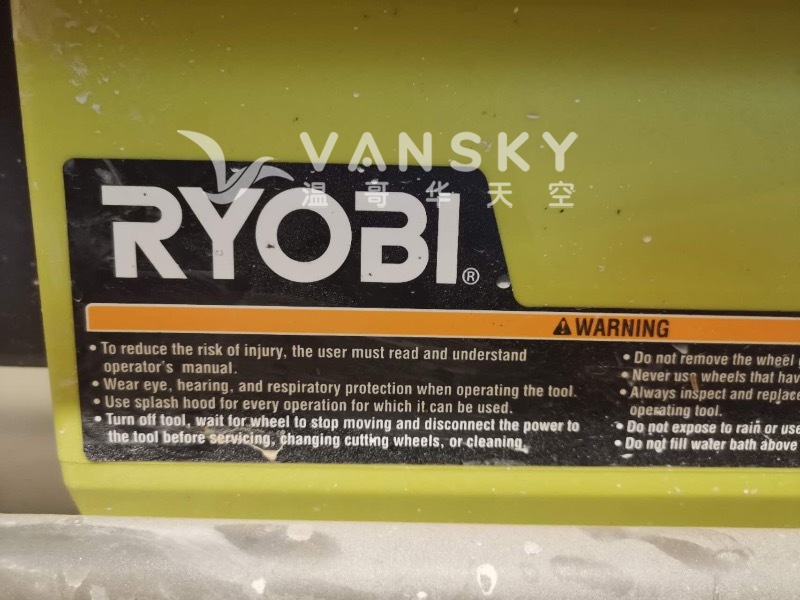 VANSKY
温哥华天空
RYOBI®
WARNING
• To reduce the risk of injury, the user must read and understand
operator's manual.
• Wear eye, hearing, and respiratory protection when operating the tool.
• Use splash hood for every operation for which it can be used.
• Turn off tool, wait for wheel to stop moving and disconnect the power to
the tool before servicing, changing cutting wheels, or cleaning.
• Do not remove the wheel
• Never use wheels that hav
• Always inspect and replace
operating tool.
• Do not expose to rain or use
• Do not fill water bath above